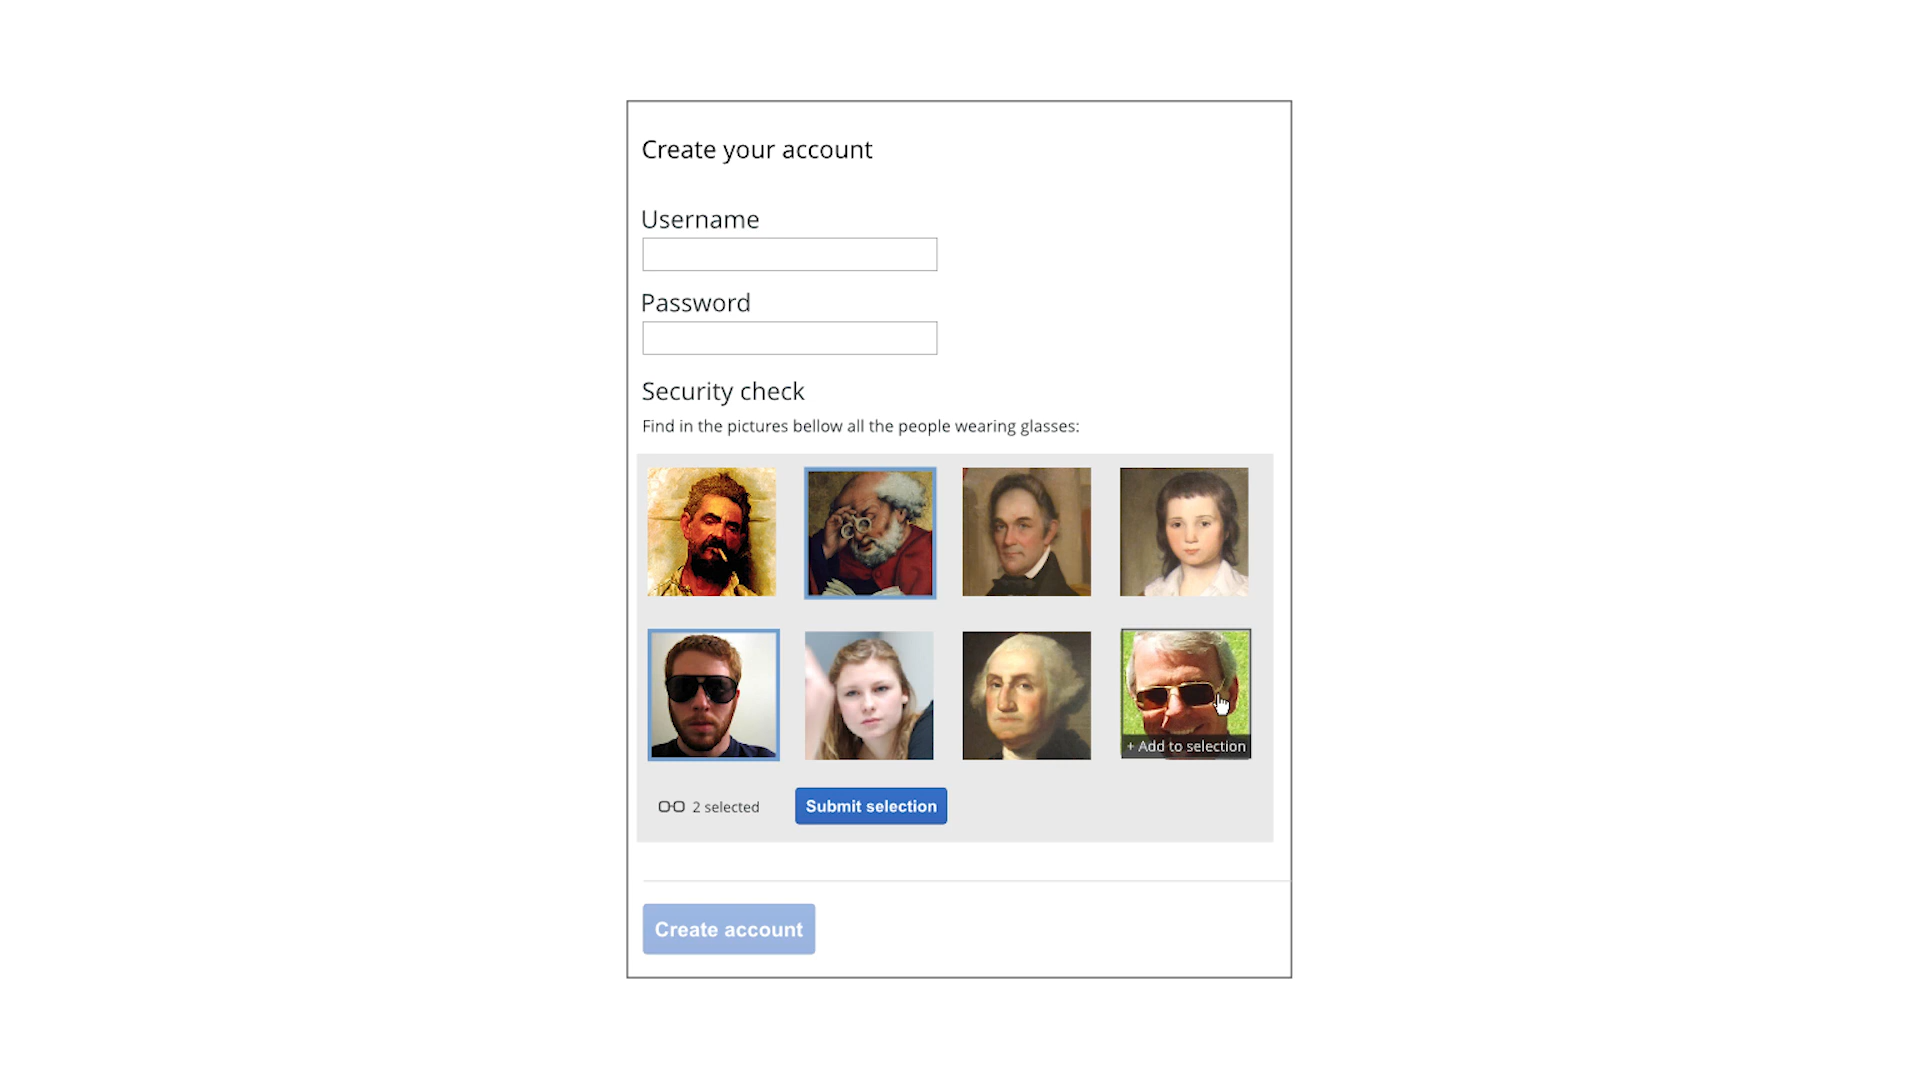 Create your account
Username
Password
Security check
Find in the pictures bellow all the people wearing glasses:
+ Add to selection
2 selected
Submit selection
Create account